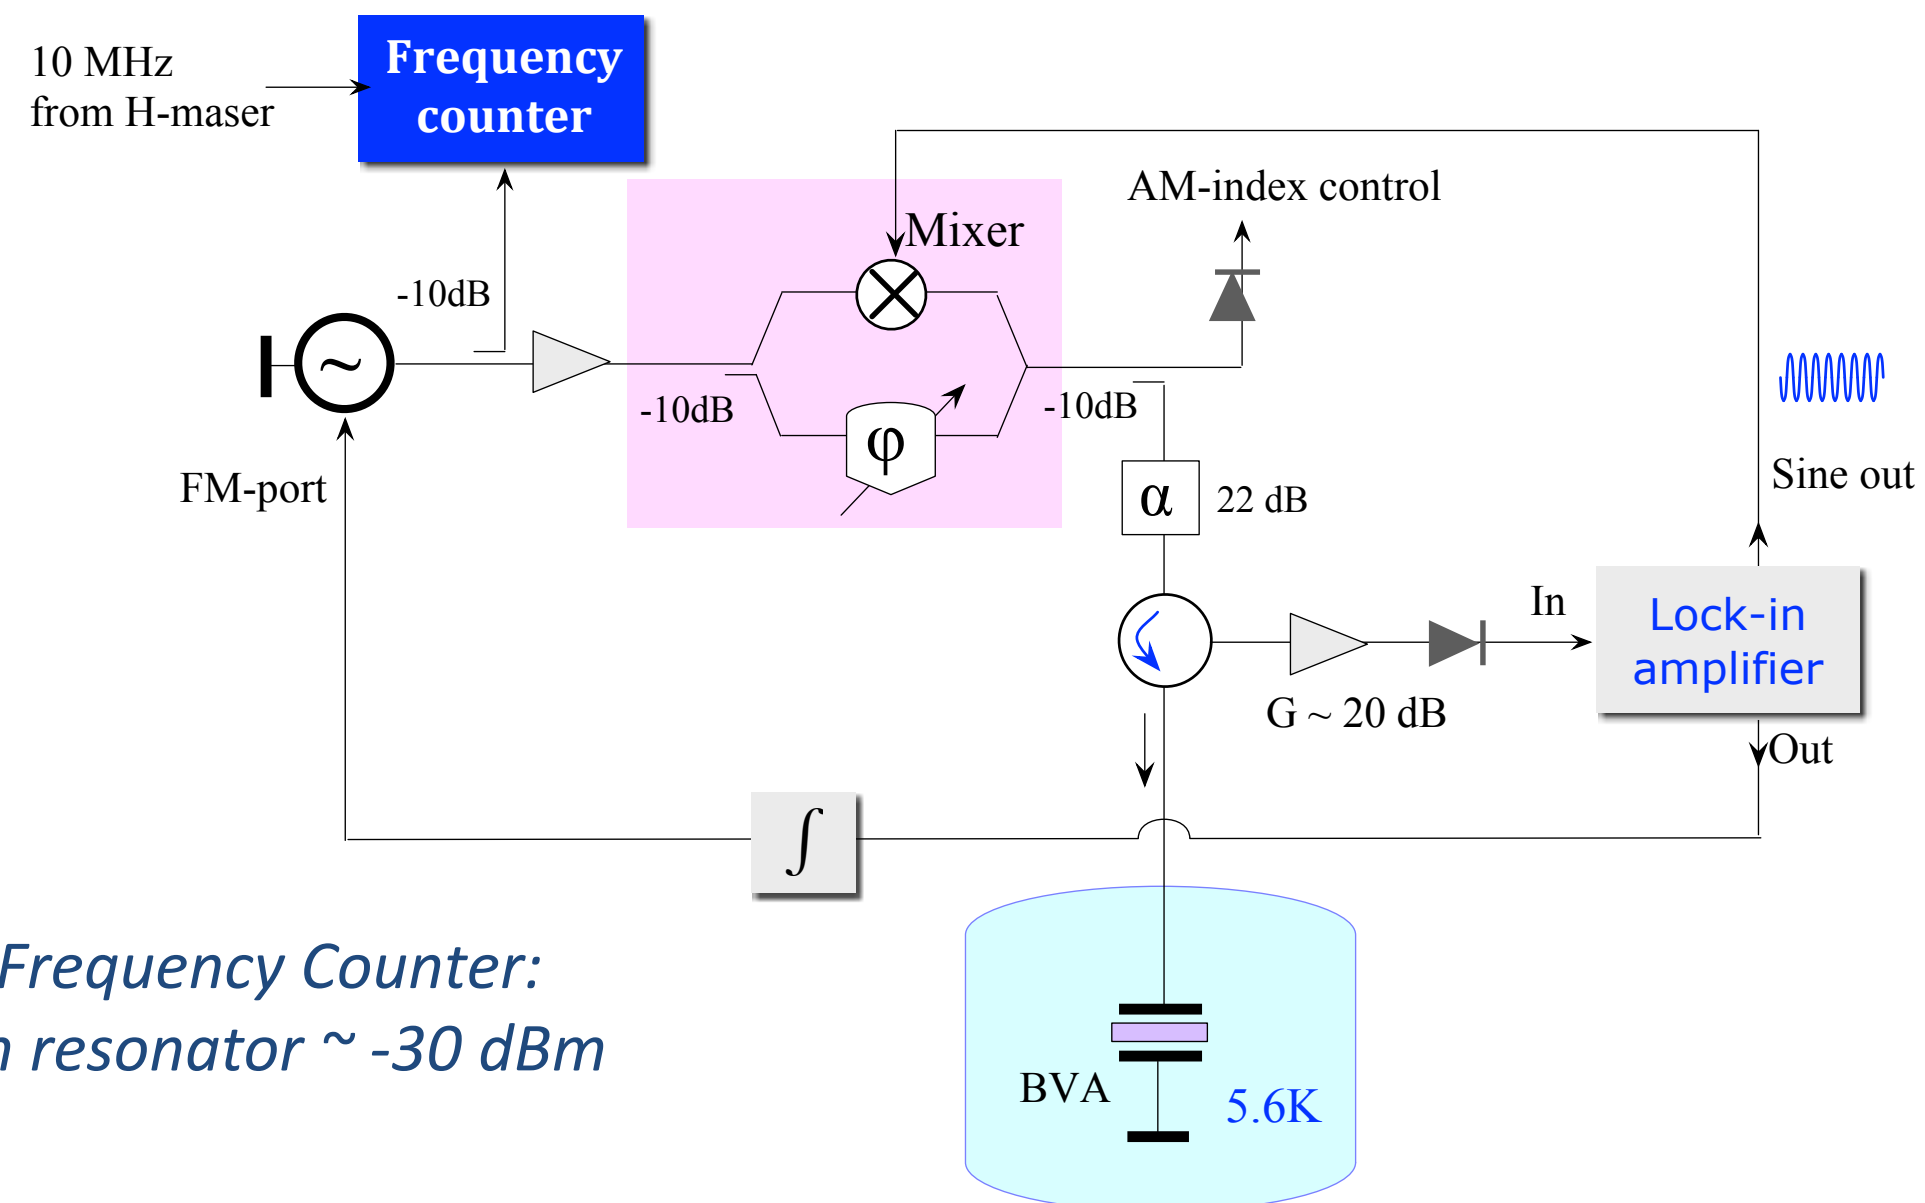 10 MHz
from H-maser
Frequency
counter
Mixer
AM-index control
-10dB
~
-10dB
-10dB
φ
FM-port
α
22 dB
Sine out
In
Lock-in
amplifier
G ~ 20 dB
Out
∫
Frequency Counter:
resonator ~ -30 dBm
BVA
5.6K